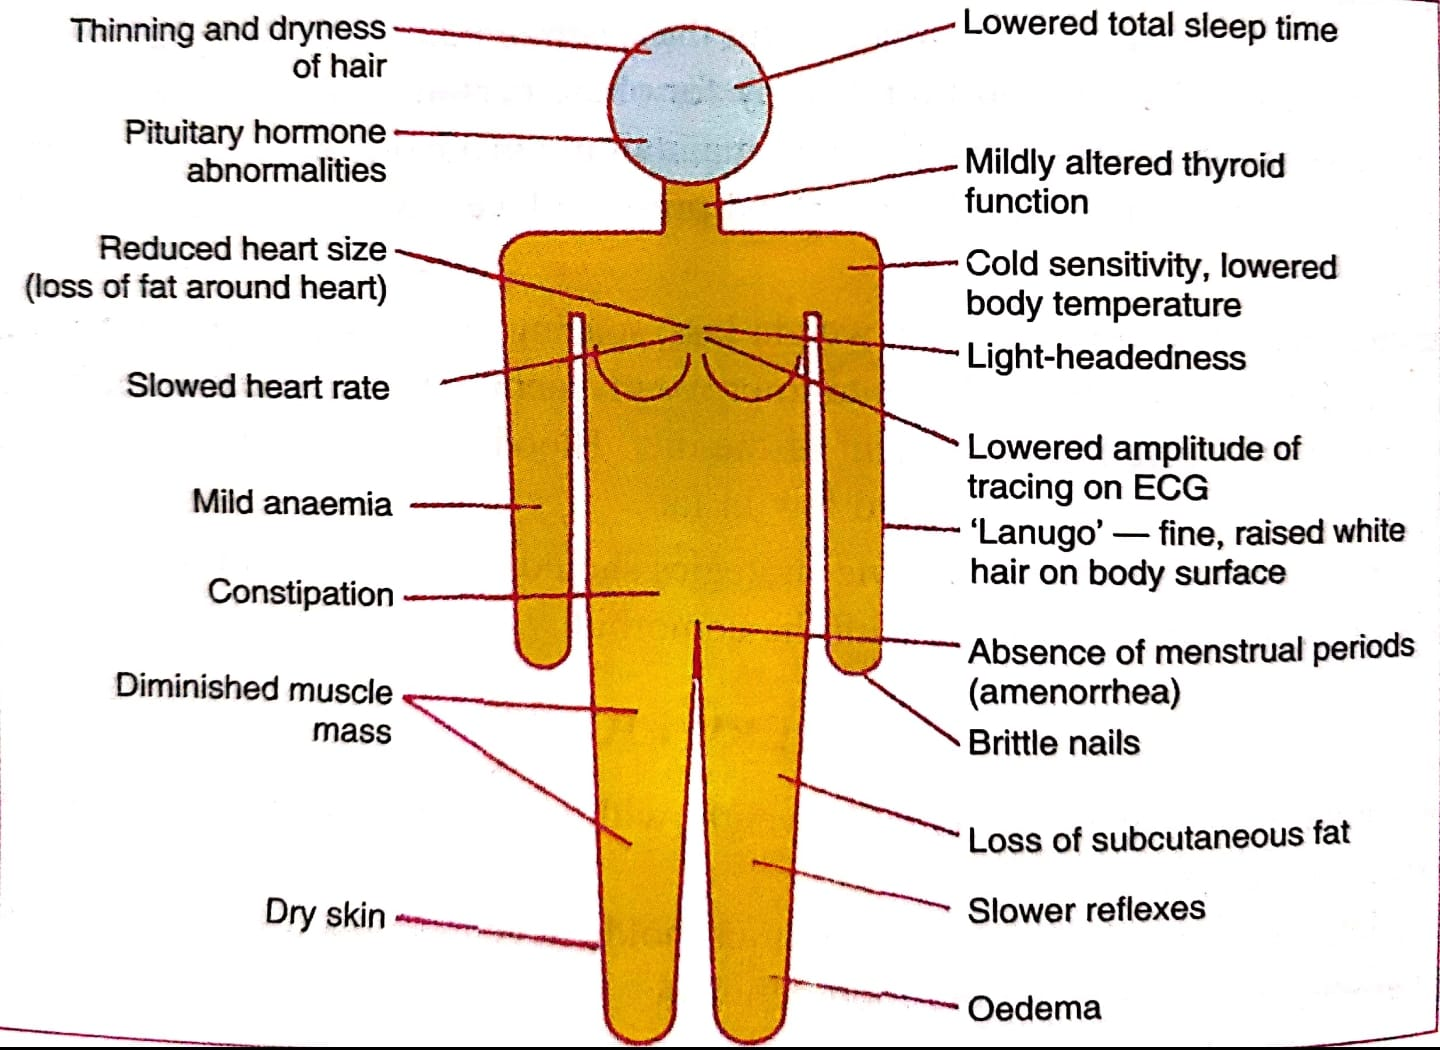 Thinning and dryness
of hair
Pituitary hormone
abnormalities
Reduced heart size
(loss of fat around heart)
Slowed heart rate
Mild anaemia
Constipation
Diminished muscle
mass
Dry skin
Lowered total sleep time
Mildly altered thyroid
function
Cold sensitivity, lowered
body temperature
Light-headedness
Lowered amplitude of
tracing on ECG
‘Lanugo’ — fine, raised white
hair on body surface
Absence of menstrual periods
(amenorrhea)
Brittle nails
Loss of subcutaneous fat
Slower reflexes
Oedema